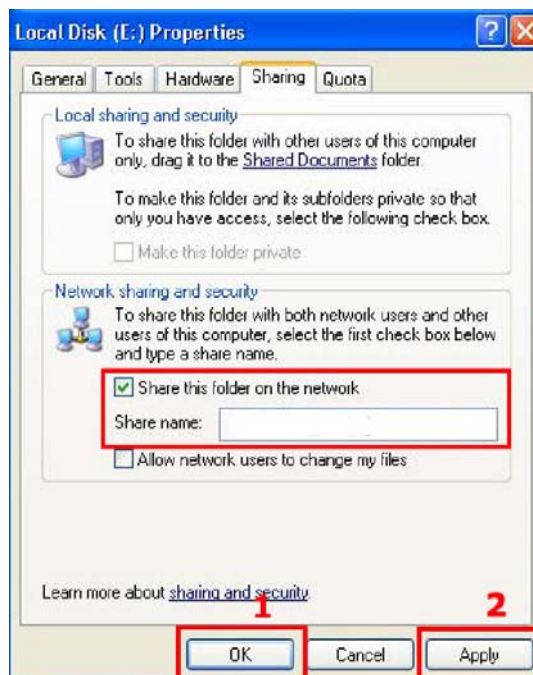 Local Disk (E:) Properties
?
X
General Tools Hardware Sharing Quota
Local sharing and security
To share this folder with other users of this computer
only, drag it to the Shared Documents folder.
To make this folder and its subfolders private so that
only you have access, select the following check box.
Make this folder private
Network sharing and security
To share this folder with both network users and other
users of this computer, select the first check box below
and type a share name.
Share this folder on the network
Share name:
Allow network users to change my files
Learn more about sharing and security.
1
2
OK Cancel Apply